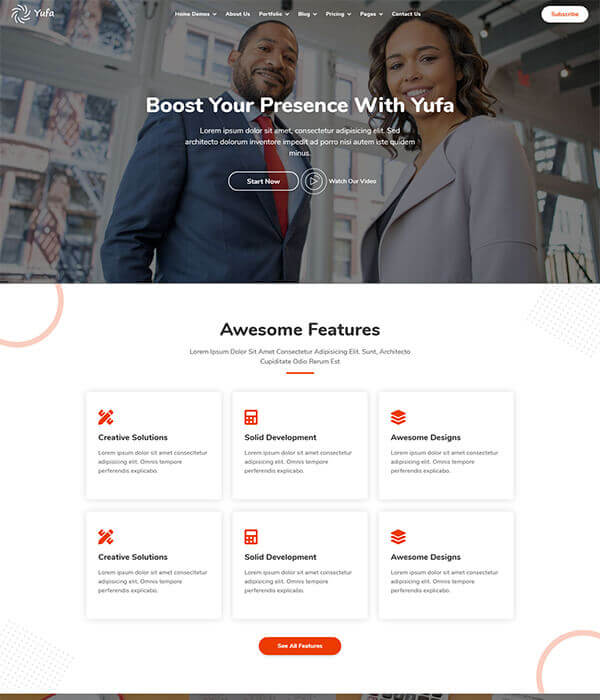 Yufa
Home Demos About Us Portfolio Blog Pricing Pages Contact Us
Subscribe
Boost Your Presence With Yufa
Lorem ipsum dolor sit amet, consectetur adipisicing elit. Sed
architecto dolorum inventore impedit ad porro nisi autem iste quidem
minus.
Start Now
Watch Our Video
Awesome Features
Lorem Ipsum Dolor Sit Amet Consectetur Adipisicing Elit. Sunt, Architecto
Cupiditate Odio Rerum Est
Creative Solutions
Lorem ipsum dolor sit amet consectetur
adipisicing elit. Omnis tempore
perferendis explicabo.
Solid Development
Lorem ipsum dolor sit amet consectetur
adipisicing elit. Omnis tempore
perferendis explicabo.
Awesome Designs
Lorem ipsum dolor sit amet consectetur
adipisicing elit. Omnis tempore
perferendis explicabo.
Creative Solutions
Lorem ipsum dolor sit amet consectetur
adipisicing elit. Omnis tempore
perferendis explicabo.
Solid Development
Lorem ipsum dolor sit amet consectetur
adipisicing elit. Omnis tempore
perferendis explicabo.
Awesome Designs
Lorem ipsum dolor sit amet consectetur
adipisicing elit. Omnis tempore
perferendis explicabo.
See All Features